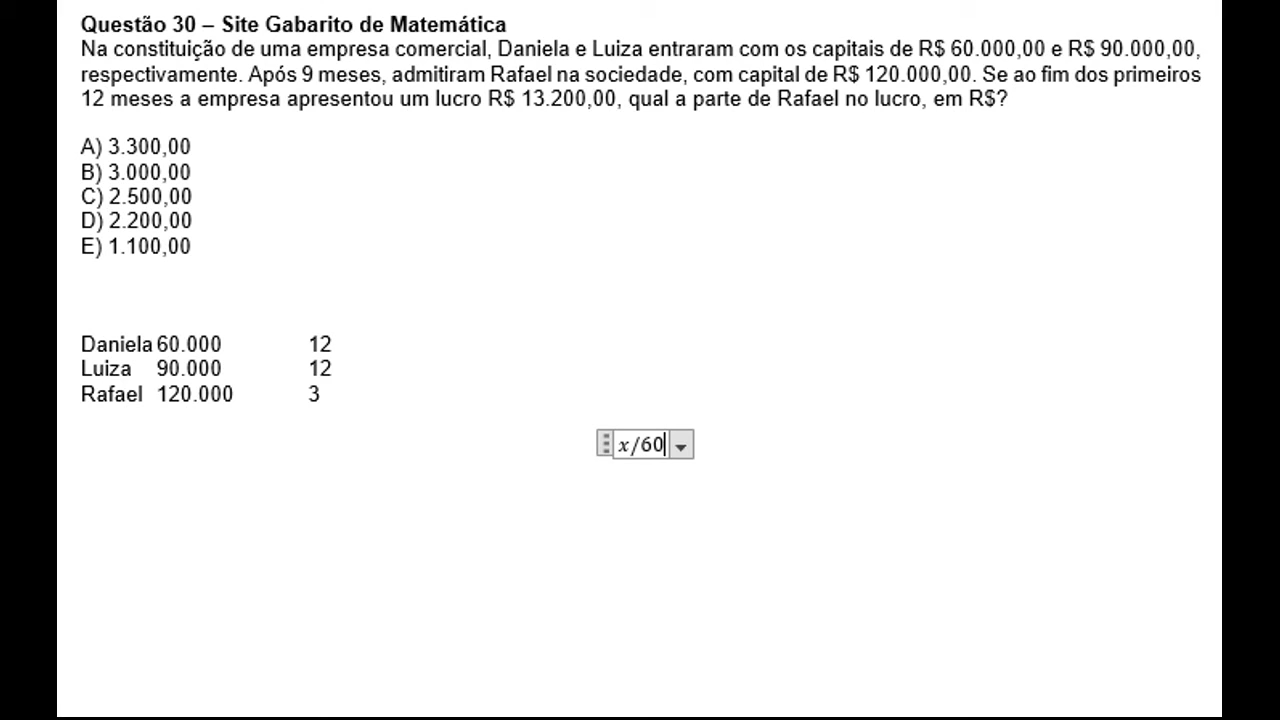 Questão 30 – Site Gabarito de Matemática
Na constituição de uma empresa comercial, Daniela e Luiza entraram com os capitais de R$ 60.000,00 e R$ 90.000,00,
respectivamente. Após 9 meses, admitiram Rafael na sociedade, com capital de R$ 120.000,00. Se ao fim dos primeiros
12 meses a empresa apresentou um lucro R$ 13.200,00, qual a parte de Rafael no lucro, em R$?
A) 3.300,00
B) 3.000,00
C) 2.500,00
D) 2.200,00
E) 1.100,00
Daniela 60.000 12
Luiza 90.000 12
Rafael 120.000 3
x/60